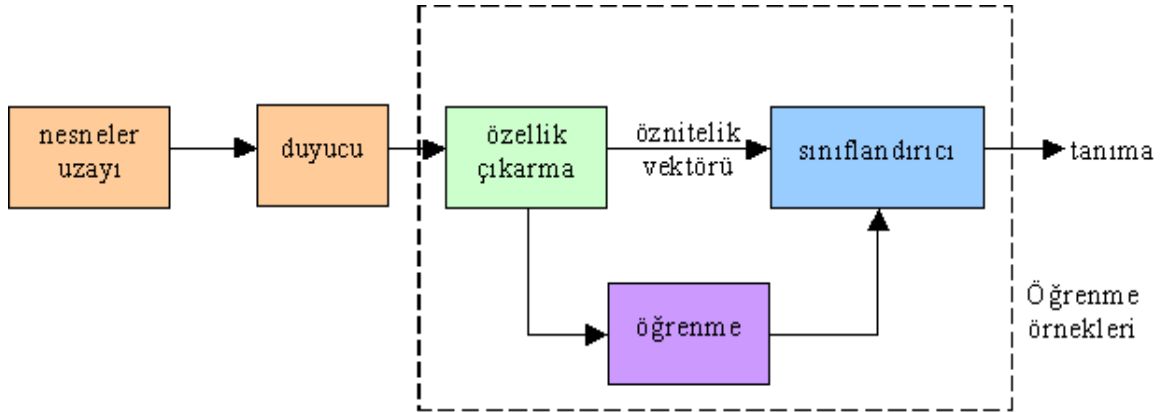 nesneler
uzayı
duyucu
özellik
çıkarma
öznitelik
vektörü
sınıflandırıcı
tanıma
öğrenme
Öğrenme
örnekleri